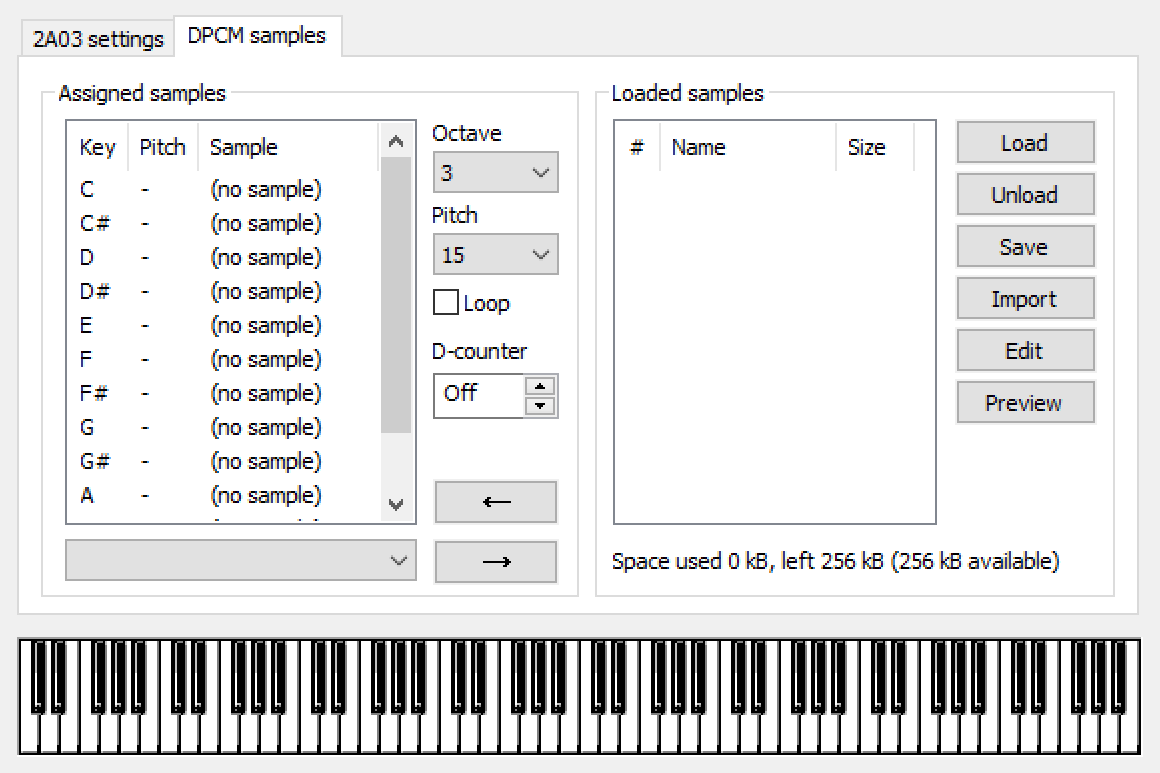 2A03 settings DPCM samples
Assigned samples
Key Pitch Sample
C - (no sample)
C# - (no sample)
D - (no sample)
D# - (no sample)
E - (no sample)
F - (no sample)
F# - (no sample)
G - (no sample)
G# - (no sample)
A - (no sample)
Octave
3
Pitch
15
Loop
D-counter
Off
←
→
Loaded samples
# Name Size
Load
Unload
Save
Import
Edit
Preview
Space used 0 kB, left 256 kB (256 kB available)